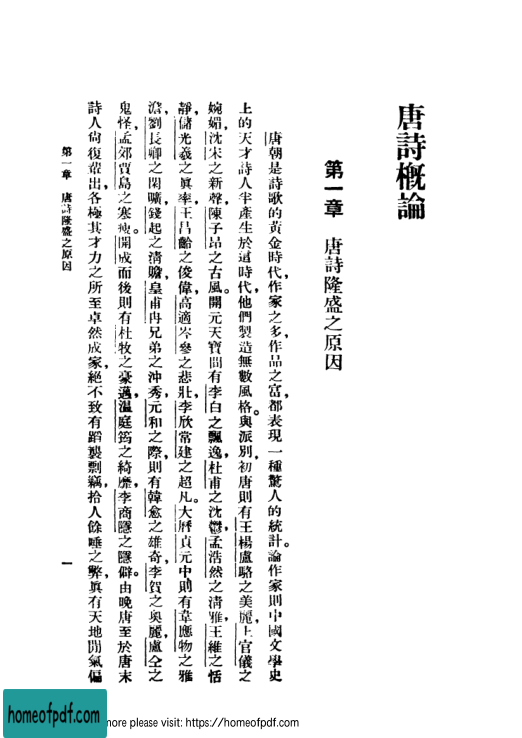 唐詩概論
第一章　唐詩隆盛之原因
唐朝是詩歌的黃金時代，作家之多，作品之富，都表現一種驚人的統計。論作家則中國文學史
上的天才詩人半產生於這時代，他們製造無數風格。與派別，初唐則有王楊盧駱之美麗，上官儀之
婉媚，沈宋之新聲，陳子昂之古風。開元天寶間有李白之飄逸，杜甫之沈鬱，孟浩然之清雅，王維之恬
靜，儲光羲之眞率，王昌齡之俊偉，高適岑參之悲壯，李欣常建之超凡。大曆貞元中則有韋應物之雅
澹，劉長卿之閑曠，錢起之清贍，皇甫冉兄弟之沖秀，元和之際，則有韓愈之雄奇，李賀之奧麗，盧仝之
鬼怪，孟郊賈島之寒瘦。開成而後則有杜牧之豪邁，溫庭筠之綺靡，李商隱之隱僻。由晚唐至於唐末
詩人尙復輩出，各極其才力之所至卓然成家，絕不致有蹈襲剽竊，拾人餘唾之弊，眞有天地間氣偏
第一章　唐詩隆盛之原因
一
homeofpdf.com
more please visit: https://homeofpdf.com